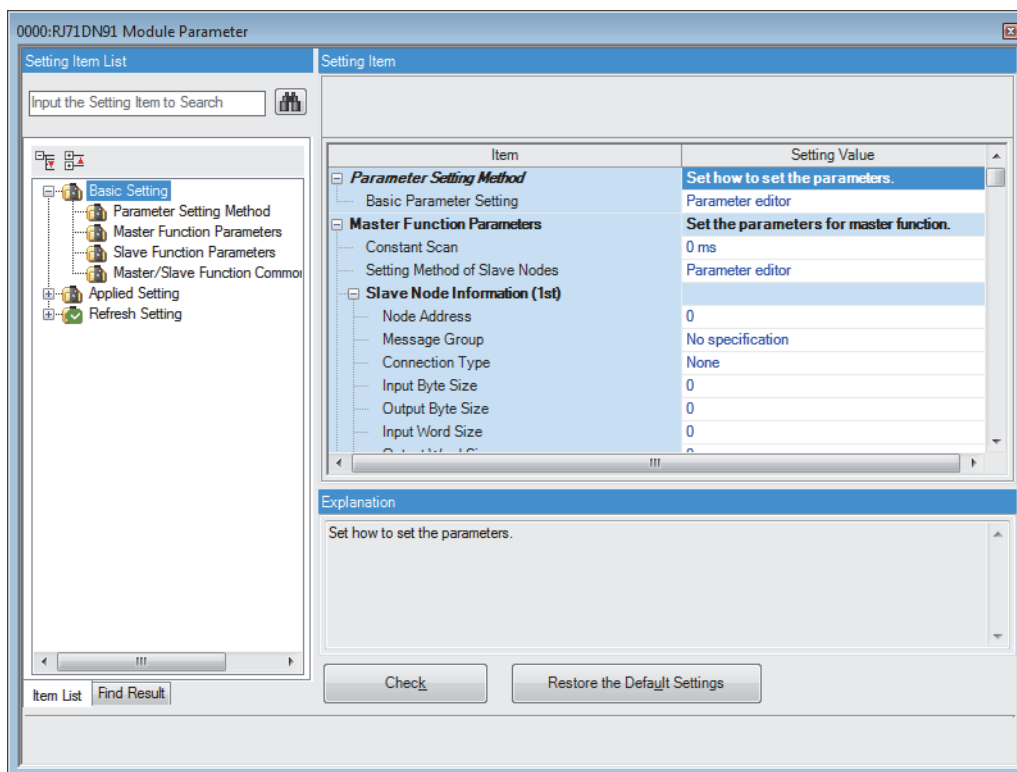 0000:RJ71DN91 Module Parameter
Setting Item List
Input the Setting Item to Search
Basic Setting
Parameter Setting Method
Master Function Parameters
Slave Function Parameters
Master/Slave Function Commo
Applied Setting
Refresh Setting
Item List
Find Result
Setting Item
Item Setting Value
Parameter Setting Method Set how to set the parameters.
Basic Parameter Setting Parameter editor
Master Function Parameters Set the parameters for master function.
Constant Scan 0 ms
Setting Method of Slave Nodes Parameter editor
Slave Node Information (1st)
Node Address 0
Message Group No specification
Connection Type None
Input Byte Size 0
Output Byte Size 0
Input Word Size 0
Explanation
Set how to set the parameters.
Check
Restore the Default Settings